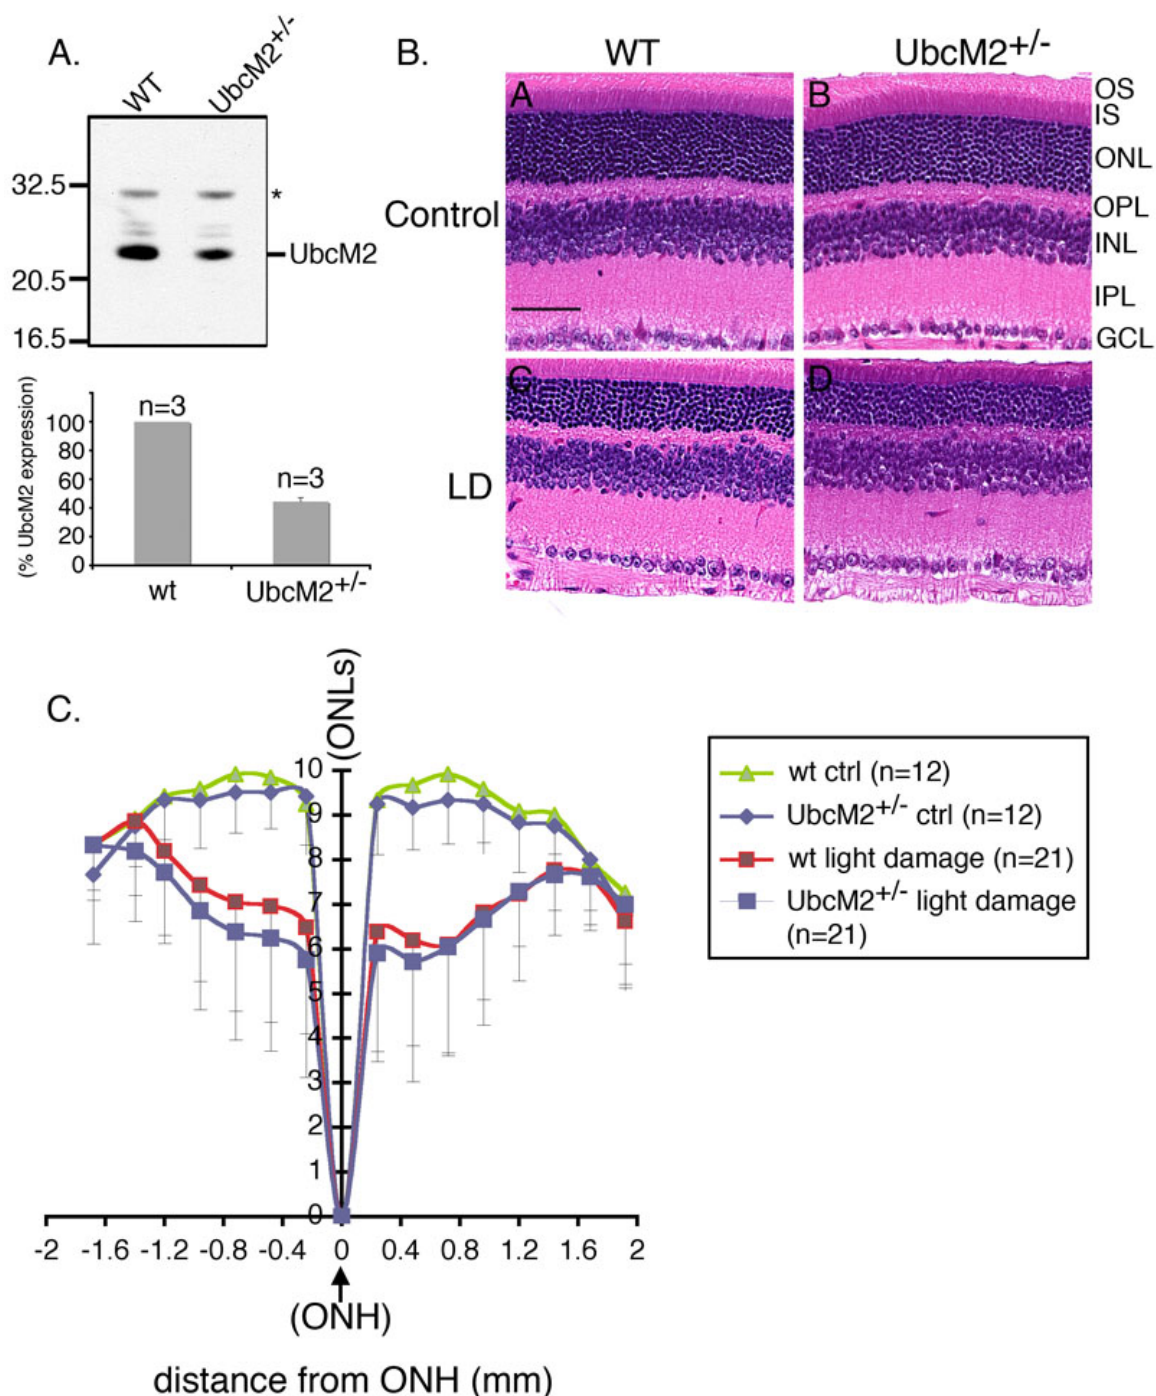 A.
WT
UbcM2+/-
32.5
*
UbcM2
20.5
16.5
(% UbcM2 expression)
100
80
60
40
20
0
n=3
n=3
wt
UbcM2+/-
B.
WT
UbcM2+/-
A
B
OS
IS
ONL
OPL
INL
IPL
GCL
Control
C
D
LD
C.
(ONLs)
10
9
8
7
6
5
4
3
2
1
0
-2 -1.6 -1.2 -0.8 -0.4 0 0.4 0.8 1.2 1.6 2
(ONH)
distance from ONH (mm)
wt ctrl (n=12)
UbcM2+/- ctrl (n=12)
wt light damage (n=21)
UbcM2+/- light damage
(n=21)